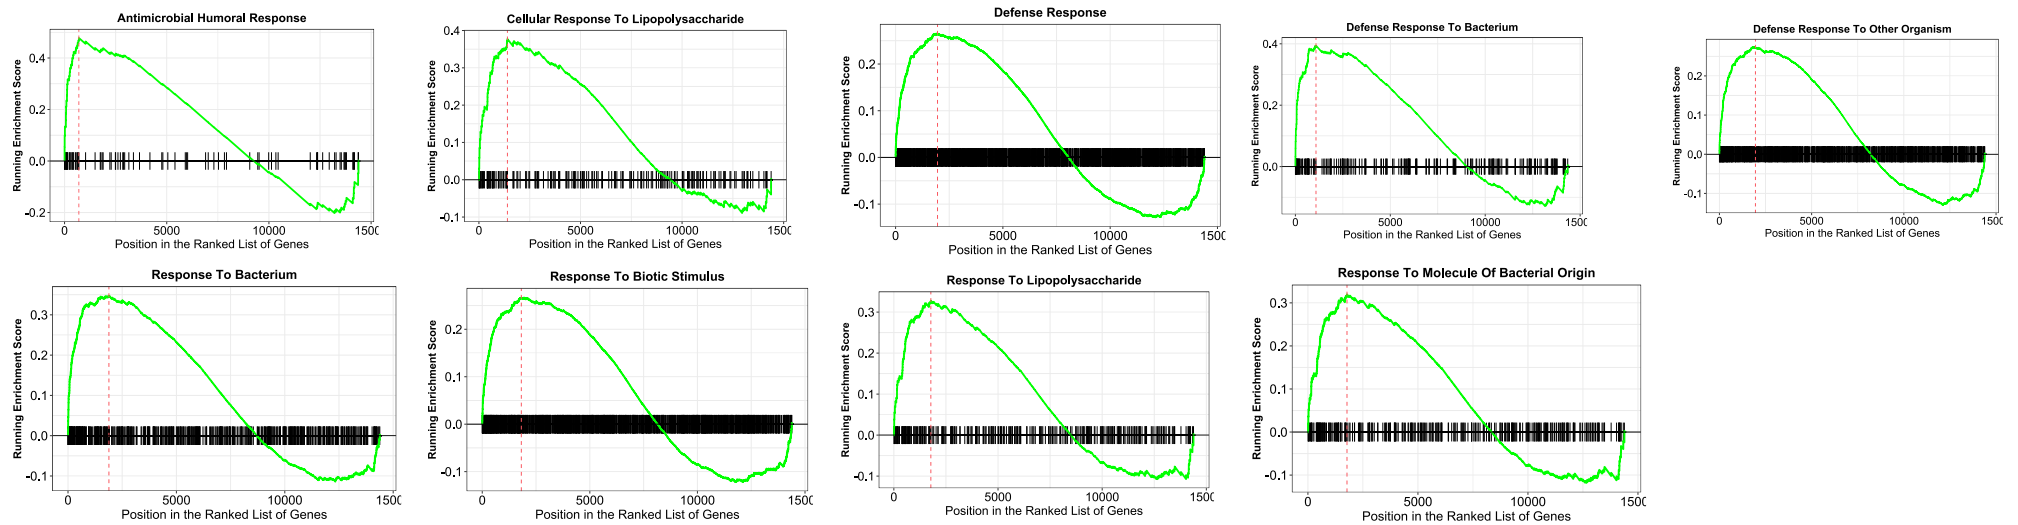 Antimicrobial Humoral Response
Running Enrichment Score
0.4
0.2
0.0
-0.2
0 5000 10000 1500
Position in the Ranked List of Genes
Cellular Response To Lipopolysaccharide
Running Enrichment Score
0.4
0.3
0.2
0.1
0.0
-0.1
0 5000 10000 1500
Position in the Ranked List of Genes
Defense Response
Running Enrichment Score
0.2
0.1
0.0
-0.1
0 5000 10000 1500
Position in the Ranked List of Genes
Defense Response To Bacterium
Running Enrichment Score
0.4
0.2
0.0
0 5000 10000 1500
Position in the Ranked List of Genes
Defense Response To Other Organism
Running Enrichment Score
0.2
0.1
0.0
-0.1
0 5000 10000 1500
Position in the Ranked List of Genes
Response To Bacterium
Running Enrichment Score
0.3
0.2
0.1
0.0
-0.1
0 5000 10000 1500
Position in the Ranked List of Genes
Response To Biotic Stimulus
Running Enrichment Score
0.2
0.1
0.0
-0.1
0 5000 10000 1500
Position in the Ranked List of Genes
Response To Lipopolysaccharide
Running Enrichment Score
0.3
0.2
0.1
0.0
-0.1
0 5000 10000 1500
Position in the Ranked List of Genes
Response To Molecule Of Bacterial Origin
Running Enrichment Score
0.3
0.2
0.1
0.0
-0.1
0 5000 10000 1500
Position in the Ranked List of Genes